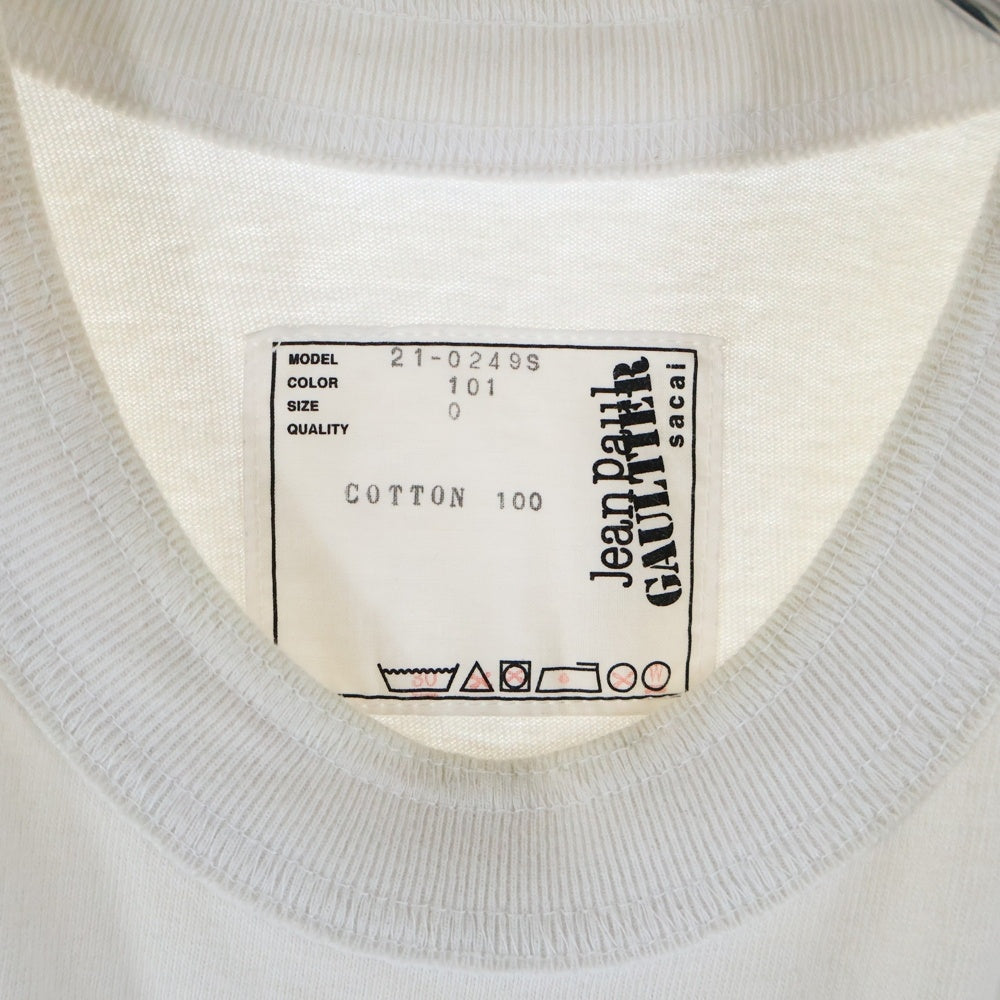 MODEL 21-0249S
COLOR 101
SIZE 0
QUALITY
COTTON 100
Jean Paul
GAULTIER
sacai
30
W